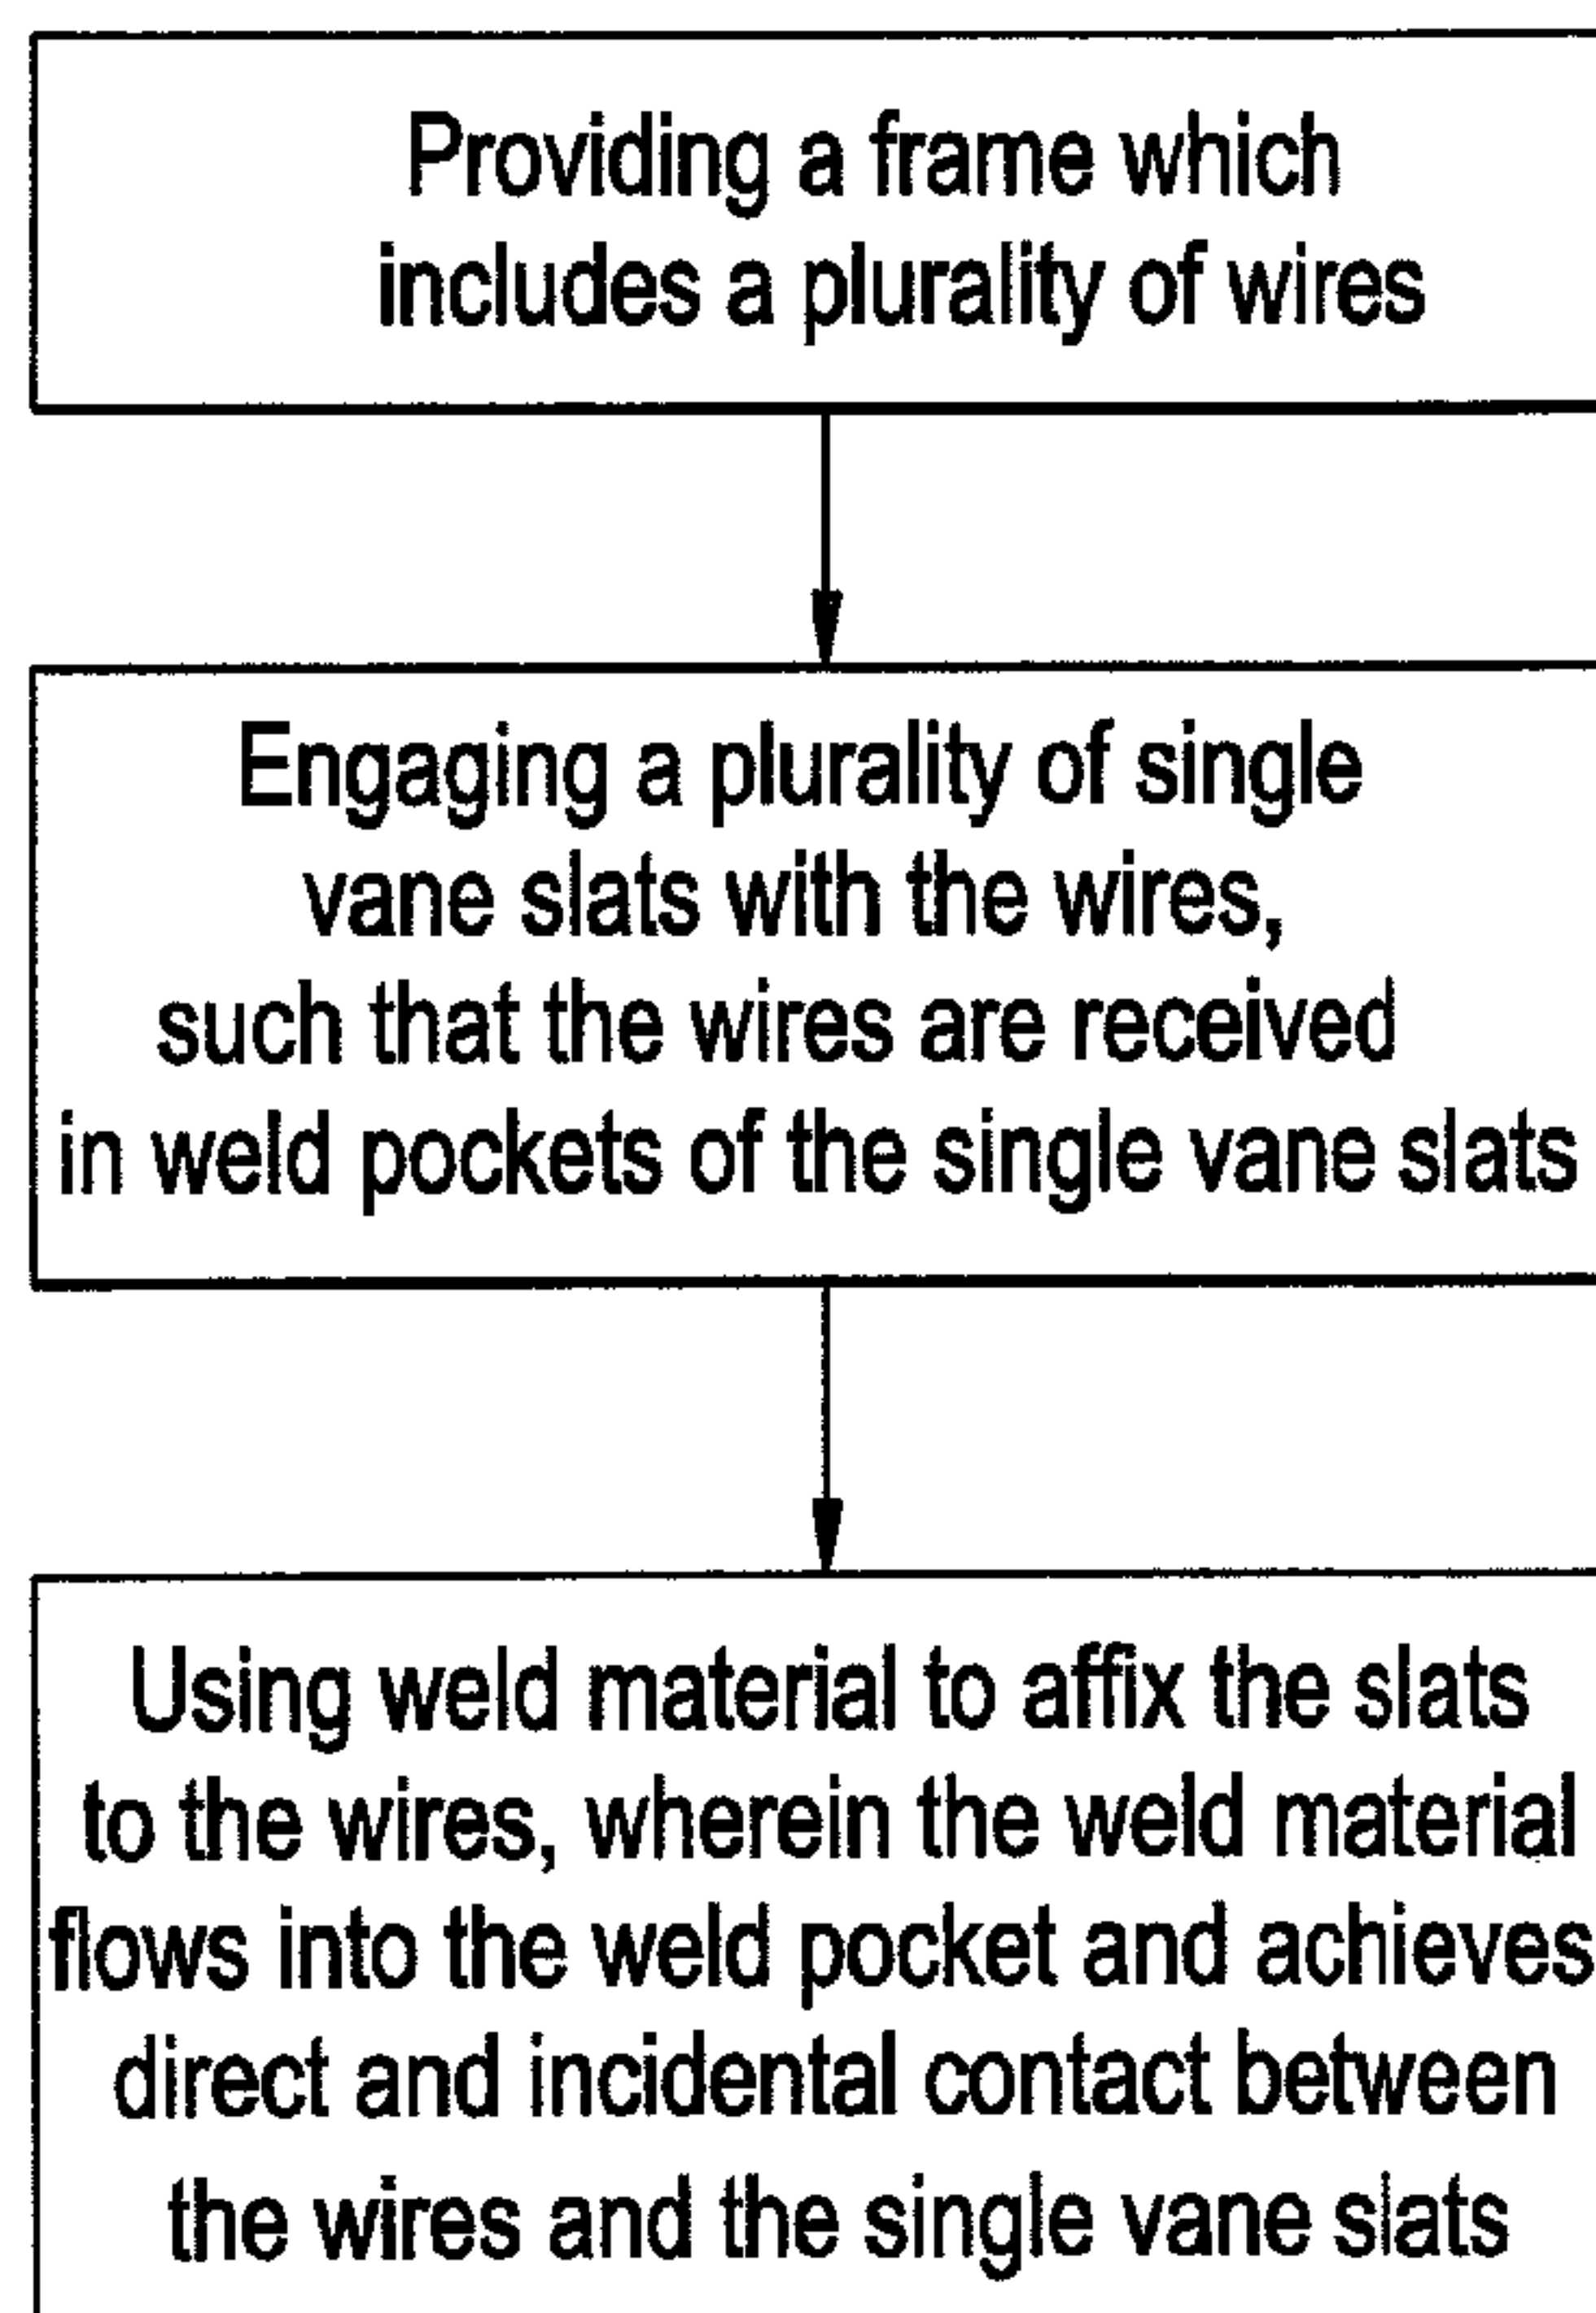 Providing a frame which
includes a plurality of wires
Engaging a plurality of single
vane slats with the wires,
such that the wires are received
in weld pockets of the single vane slats
Using weld material to affix the slats
to the wires, wherein the weld material
flows into the weld pocket and achieves
direct and incidental contact between
the wires and the single vane slats